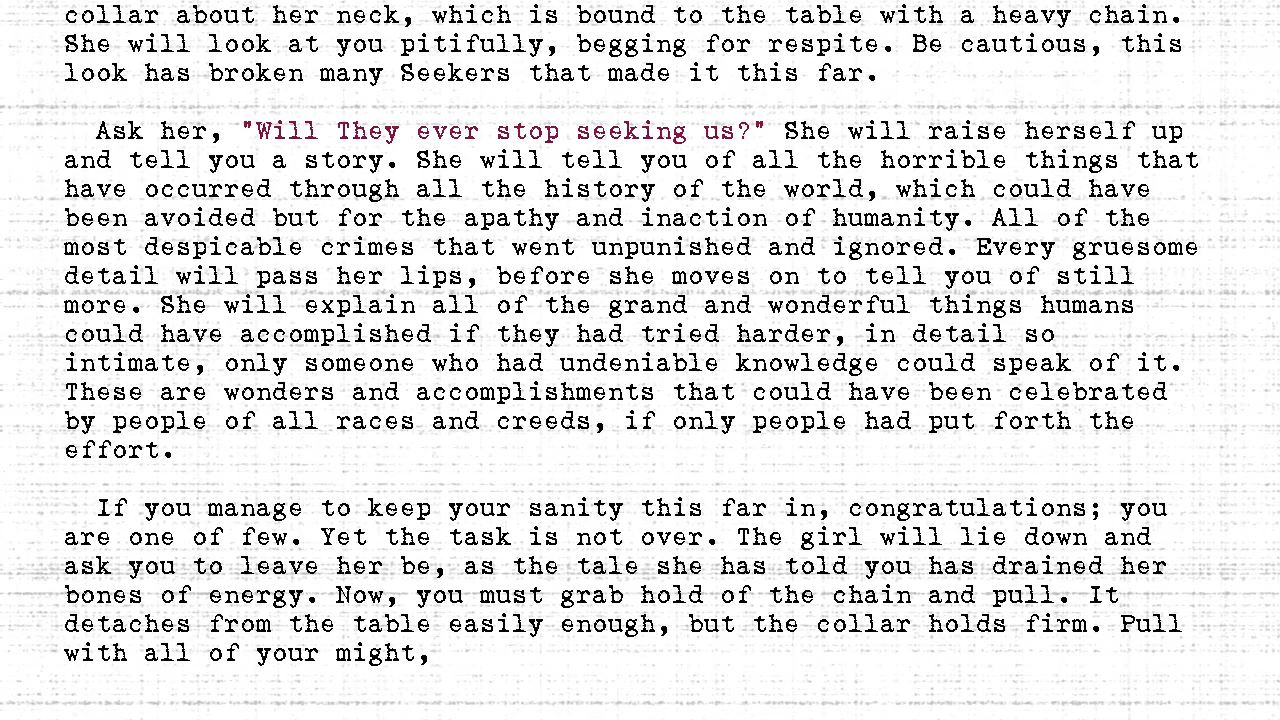 collar about her neck, which is bound to the table with a heavy chain.
She will look at you pitifully, begging for respite. Be cautious, this
look has broken many Seekers that made it this far.
Ask her, "Will They ever stop seeking us?" She will raise herself up
and tell you a story. She will tell you of all the horrible things that
have occurred through all the history of the world, which could have
been avoided but for the apathy and inaction of humanity. All of the
most despicable crimes that went unpunished and ignored. Every gruesome
detail will pass her lips, before she moves on to tell you of still
more. She will explain all of the grand and wonderful things humans
could have accomplished if they had tried harder, in detail so
intimate, only someone who had undeniable knowledge could speak of it.
These are wonders and accomplishments that could have been celebrated
by people of all races and creeds, if only people had put forth the
effort.
If you manage to keep your sanity this far in, congratulations; you
are one of few. Yet the task is not over. The girl will lie down and
ask you to leave her be, as the tale she has told you has drained her
bones of energy. Now, you must grab hold of the chain and pull. It
detaches from the table easily enough, but the collar holds firm. Pull
with all of your might,